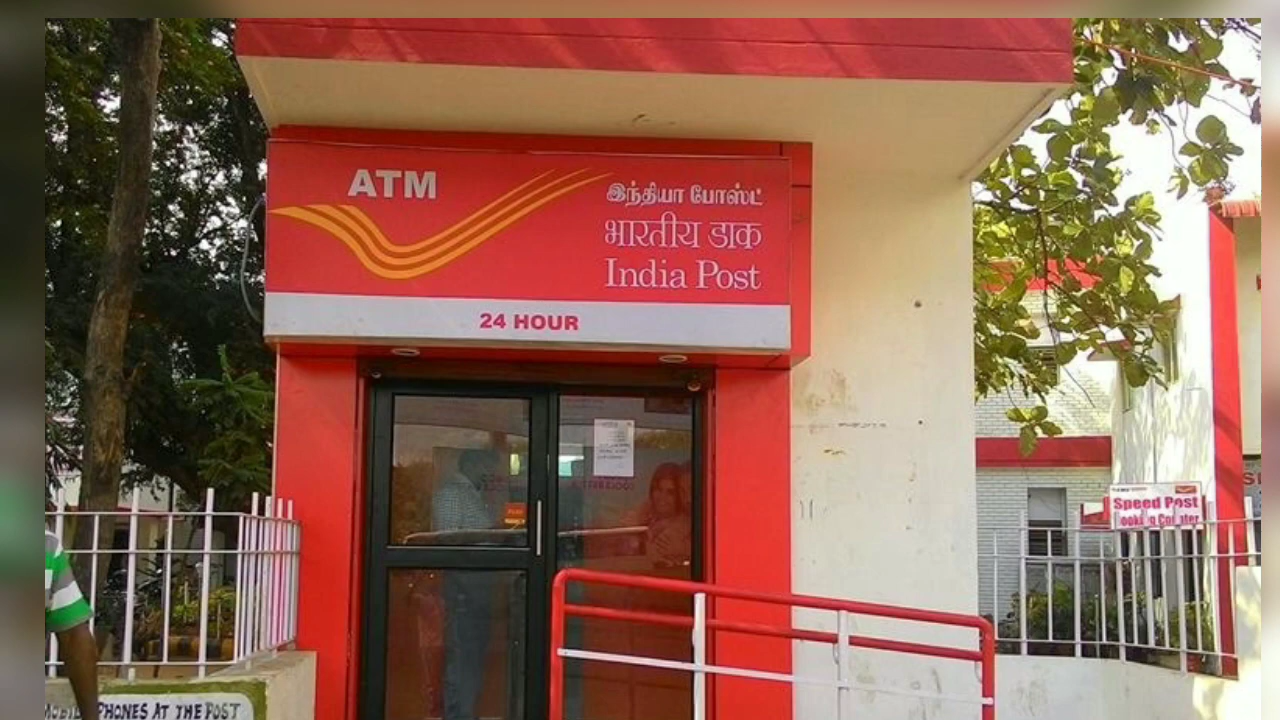 ATM
இந்தியா போஸ்ட்
भारतीय डाक
India Post
24 HOUR
Speed Post
PHONES AT THE POST